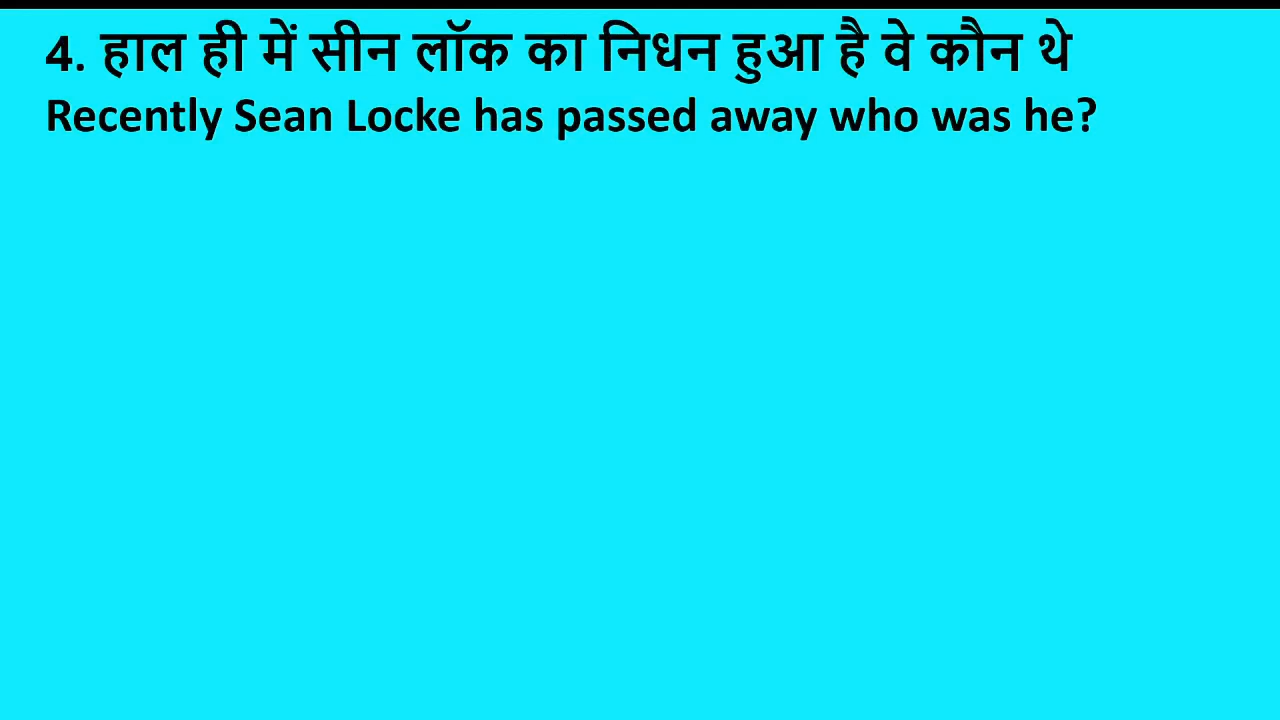 4. हाल ही में सीन लॉक का निधन हुआ है वे कौन थे
Recently Sean Locke has passed away who was he?